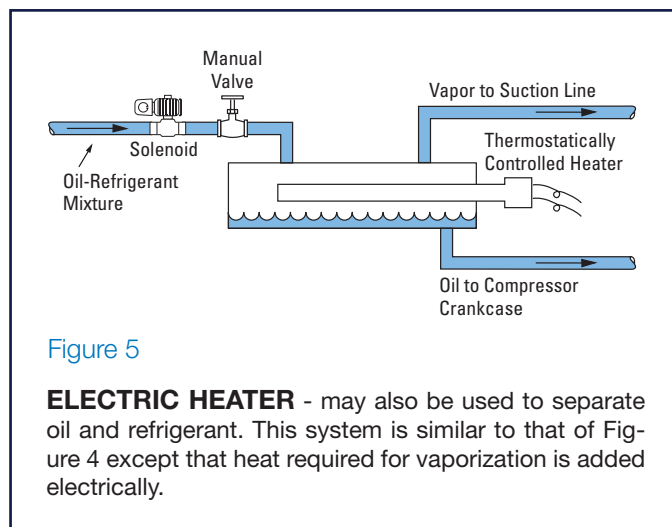 Manual
Valve
Vapor to Suction Line
Solenoid
Thermostatically
Controlled Heater
Oil-Refrigerant
Mixture
Oil to Compressor
Crankcase
Figure 5
ELECTRIC HEATER - may also be used to separate
oil and refrigerant. This system is similar to that of Fig-
ure 4 except that heat required for vaporization is added
electrically.